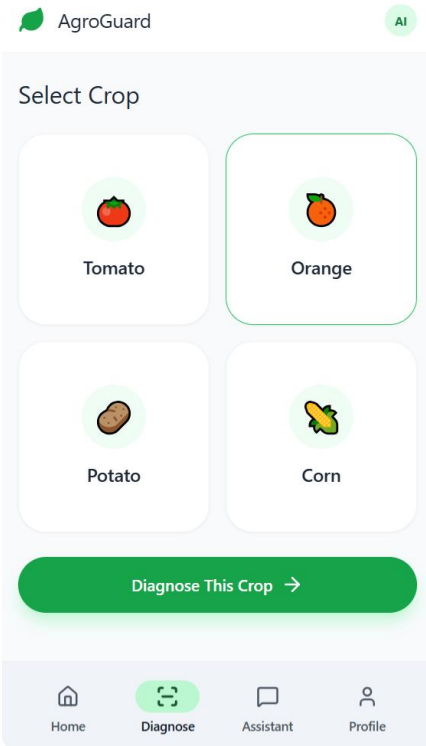 AgroGuard
AI
Select Crop
Tomato
Orange
Potato
Corn
Diagnose This Crop →
Home
Diagnose
Assistant
Profile